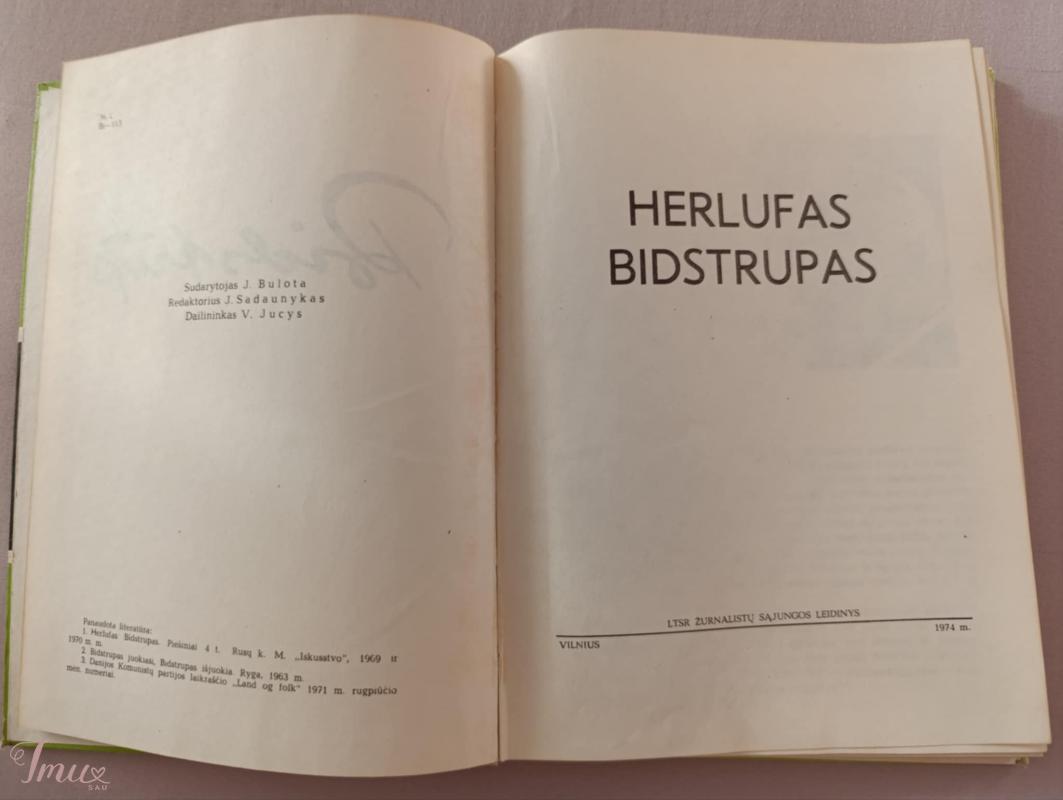 Sudarytojas J. Bulota
Redaktorius J. Sadaunykas
Dailininkas V. Jucys
Panaudota literatūra:
1. Herlufas Bidstrupas. Piešiniai 4 t. Rusų k. M. „Iskusstvo", 1969 ir
1970 m. m.
2. Bidstrupas juokiasi, Bidstrupas išjuokia. Ryga, 1963 m.
3. Danijos Komunistų partijos laikraščio „Land og folk" 1971 m. rugpiūčio
mėn. numeriai.
HERLUFAS
BIDSTRUPAS
LTSR ŽURNALISTŲ SĄJUNGOS LEIDINYS
VILNIUS
1974 m.
Imu
SAU